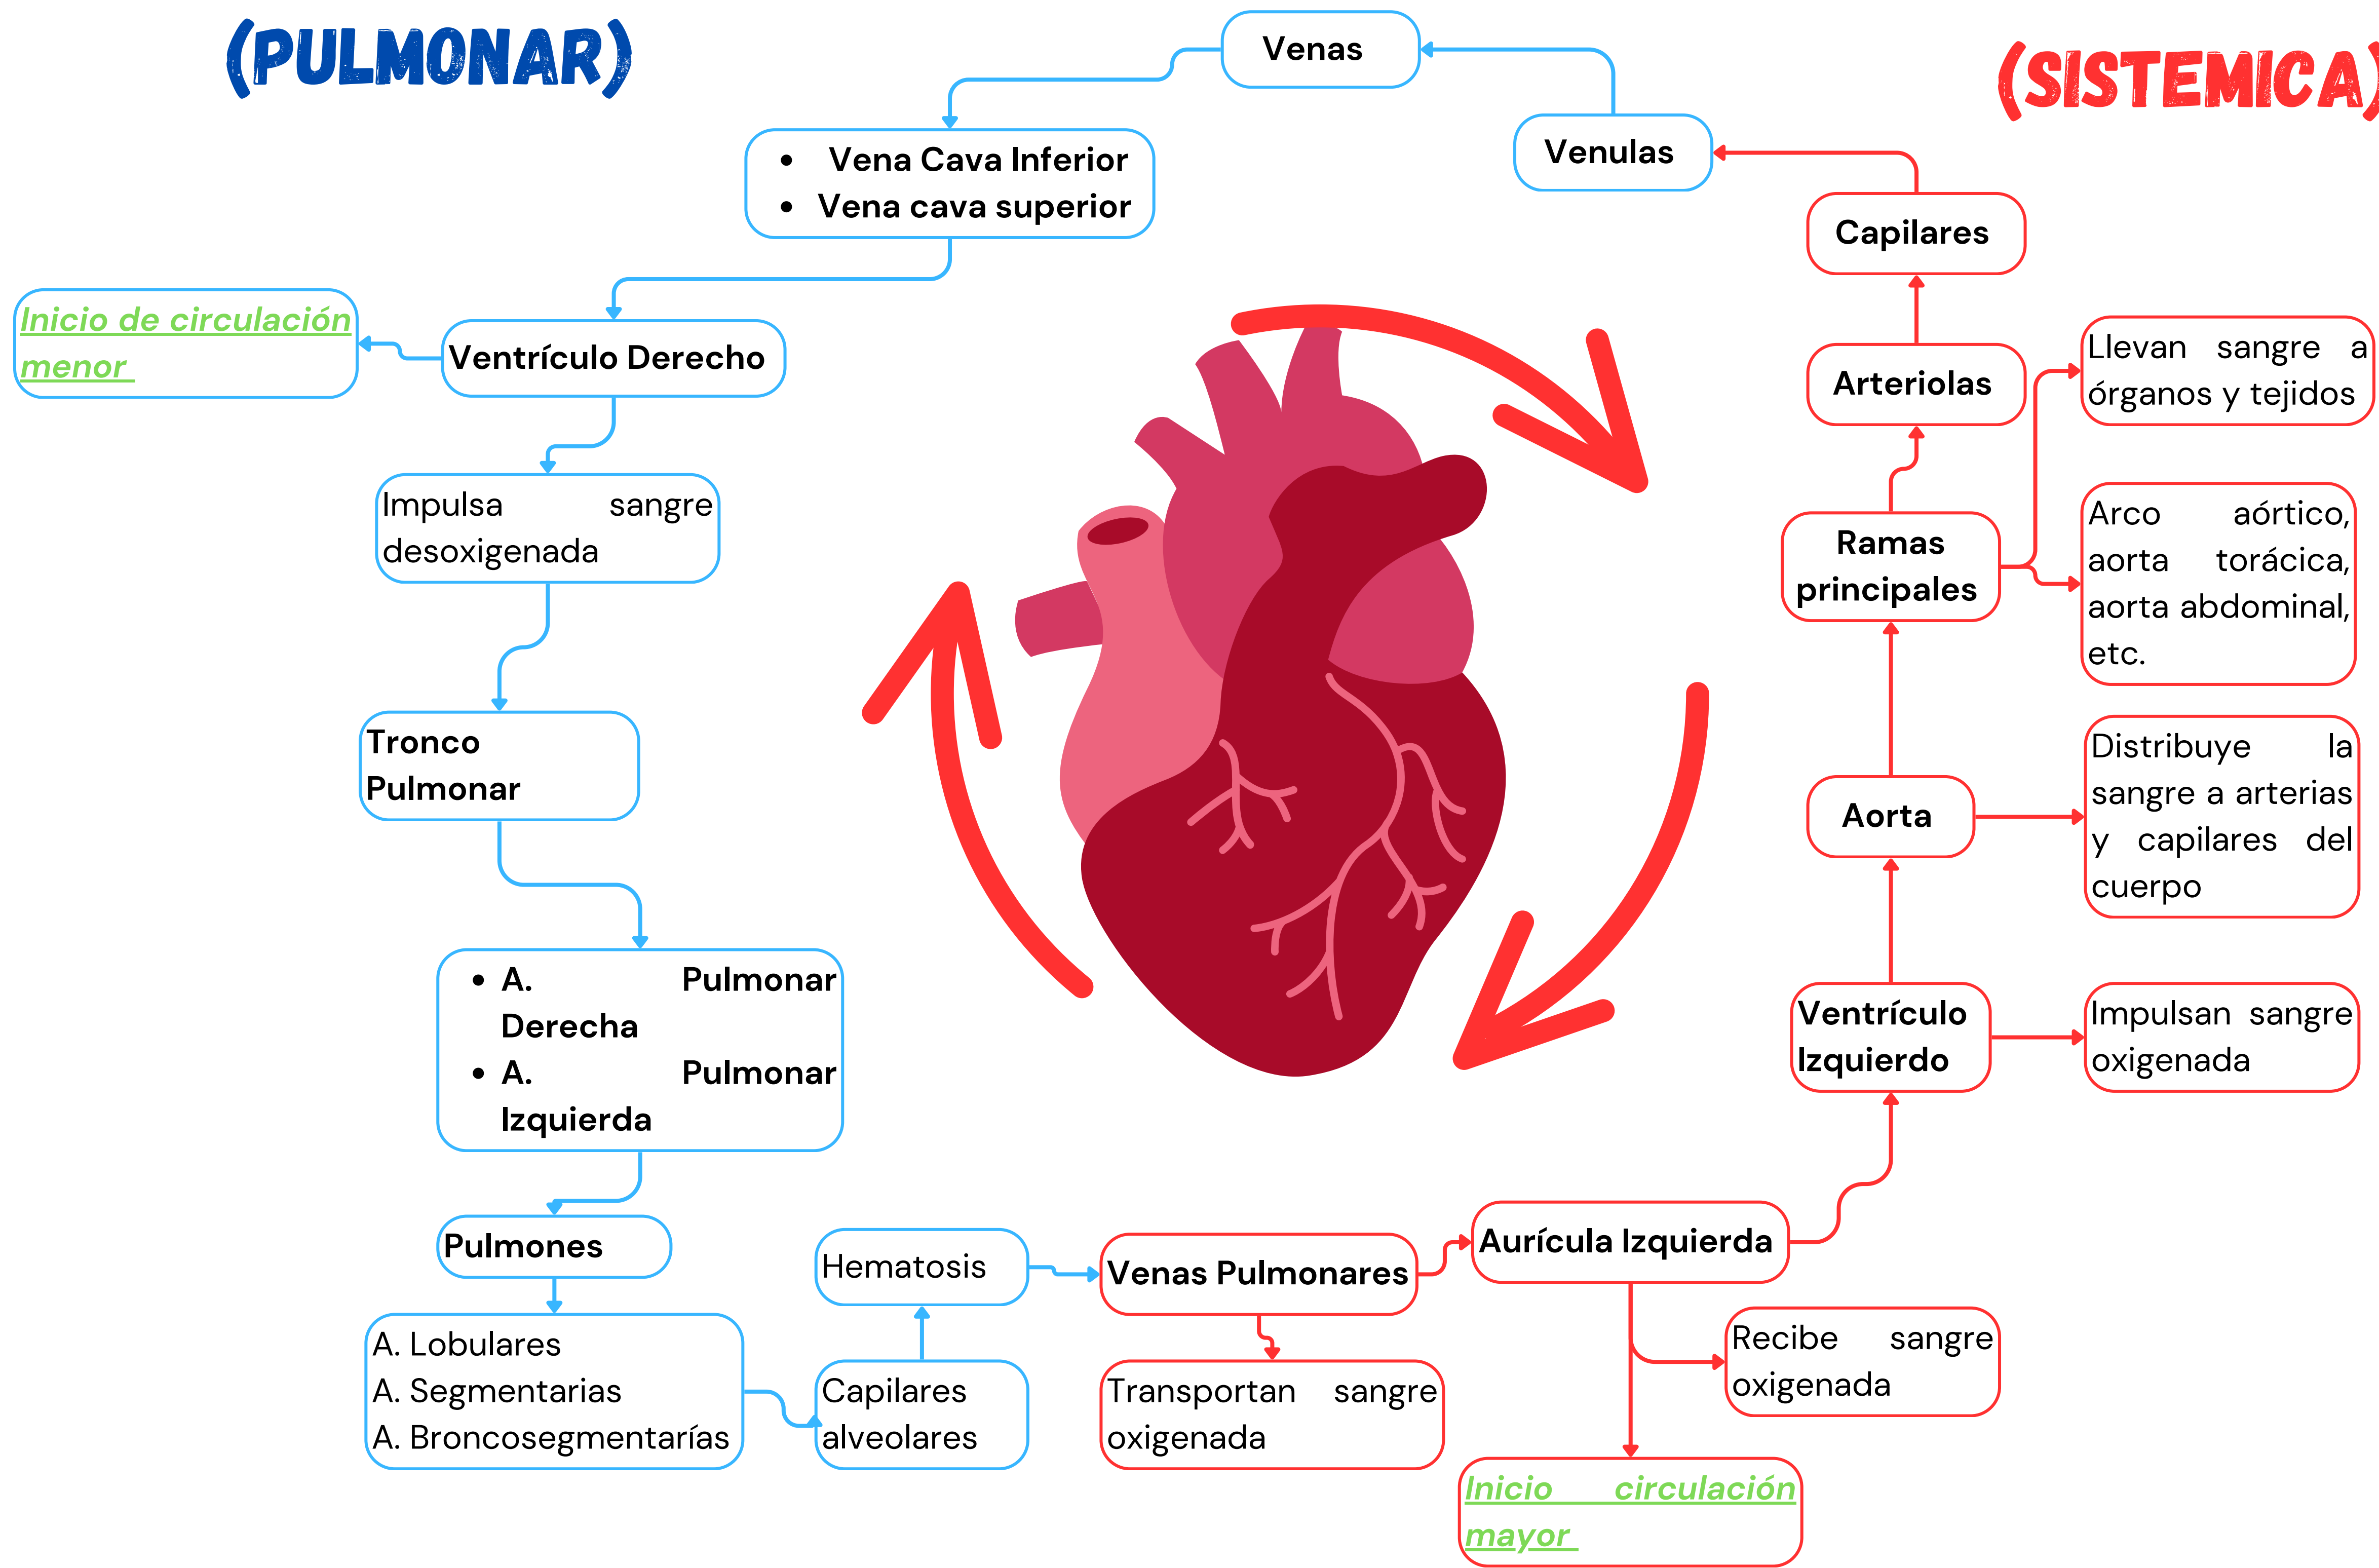 (PULMONAR)
(SISTEMICA)
Venas
Venulas
• Vena Cava Inferior
• Vena cava superior
Capilares
Inicio de circulación
menor
Ventrículo Derecho
Arteriolas
Llevan sangre a
órganos y tejidos
Impulsa sangre
desoxigenada
Ramas
principales
Arco aórtico,
aorta torácica,
aorta abdominal,
etc.
Tronco
Pulmonar
Aorta
Distribuye la
sangre a arterias
y capilares del
cuerpo
• A. Pulmonar
Derecha
• A. Pulmonar
Izquierda
Ventrículo
Izquierdo
Impulsan sangre
oxigenada
Pulmones
Hematosis
Venas Pulmonares
Aurícula Izquierda
A. Lobulares
A. Segmentarias
A. Broncosegmentarías
Capilares
alveolares
Transportan sangre
oxigenada
Recibe sangre
oxigenada
Inicio circulación
mayor